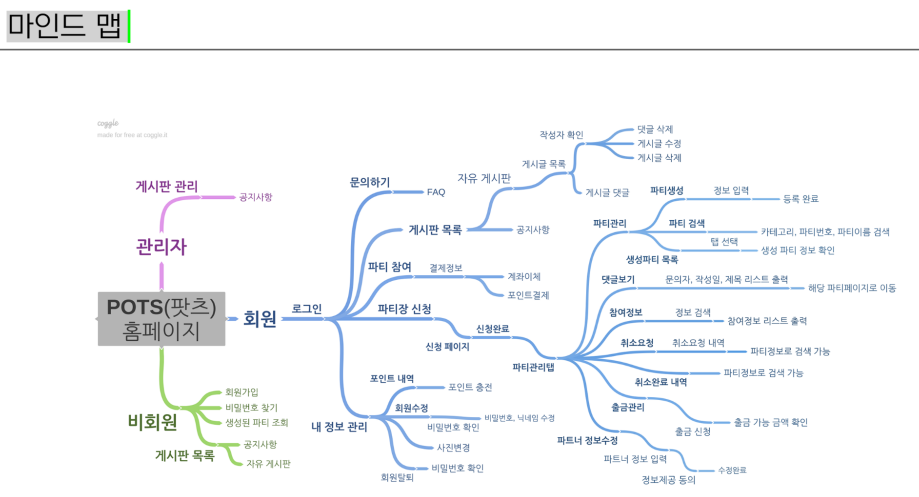 마인드 맵
coggle
made for free at coggle.it
POTS(팟츠)
홈페이지
관리자
게시판 관리
공지사항
비회원
회원가입
비밀번호 찾기
생성된 파티 조회
게시판 목록
공지사항
자유 게시판
회원
로그인
문의하기
FAQ
게시판 목록
자유 게시판
게시글 목록
작성자 확인
댓글 삭제
게시글 수정
게시글 삭제
게시글 댓글
공지사항
파티 참여
결제정보
계좌이체
포인트결제
파티장 신청
신청 페이지
신청완료
파티관리탭
파티관리
파티생성
정보 입력
등록 완료
파티 검색
카테고리, 파티번호, 파티이름 검색
생성파티 목록
탭 선택
생성 파티 정보 확인
댓글보기
문의자, 작성일, 제목 리스트 출력
해당 파티페이지로 이동
참여정보
정보 검색
참여정보 리스트 출력
취소요청
취소요청 내역
파티정보로 검색 가능
취소완료 내역
파티정보로 검색 가능
출금관리
출금 신청
출금 가능 금액 확인
파트너 정보수정
파트너 정보 입력
정보제공 동의
수정완료
내 정보 관리
포인트 내역
포인트 충전
회원수정
비밀번호 확인
비밀번호, 닉네임 수정
사진변경
회원탈퇴
비밀번호 확인